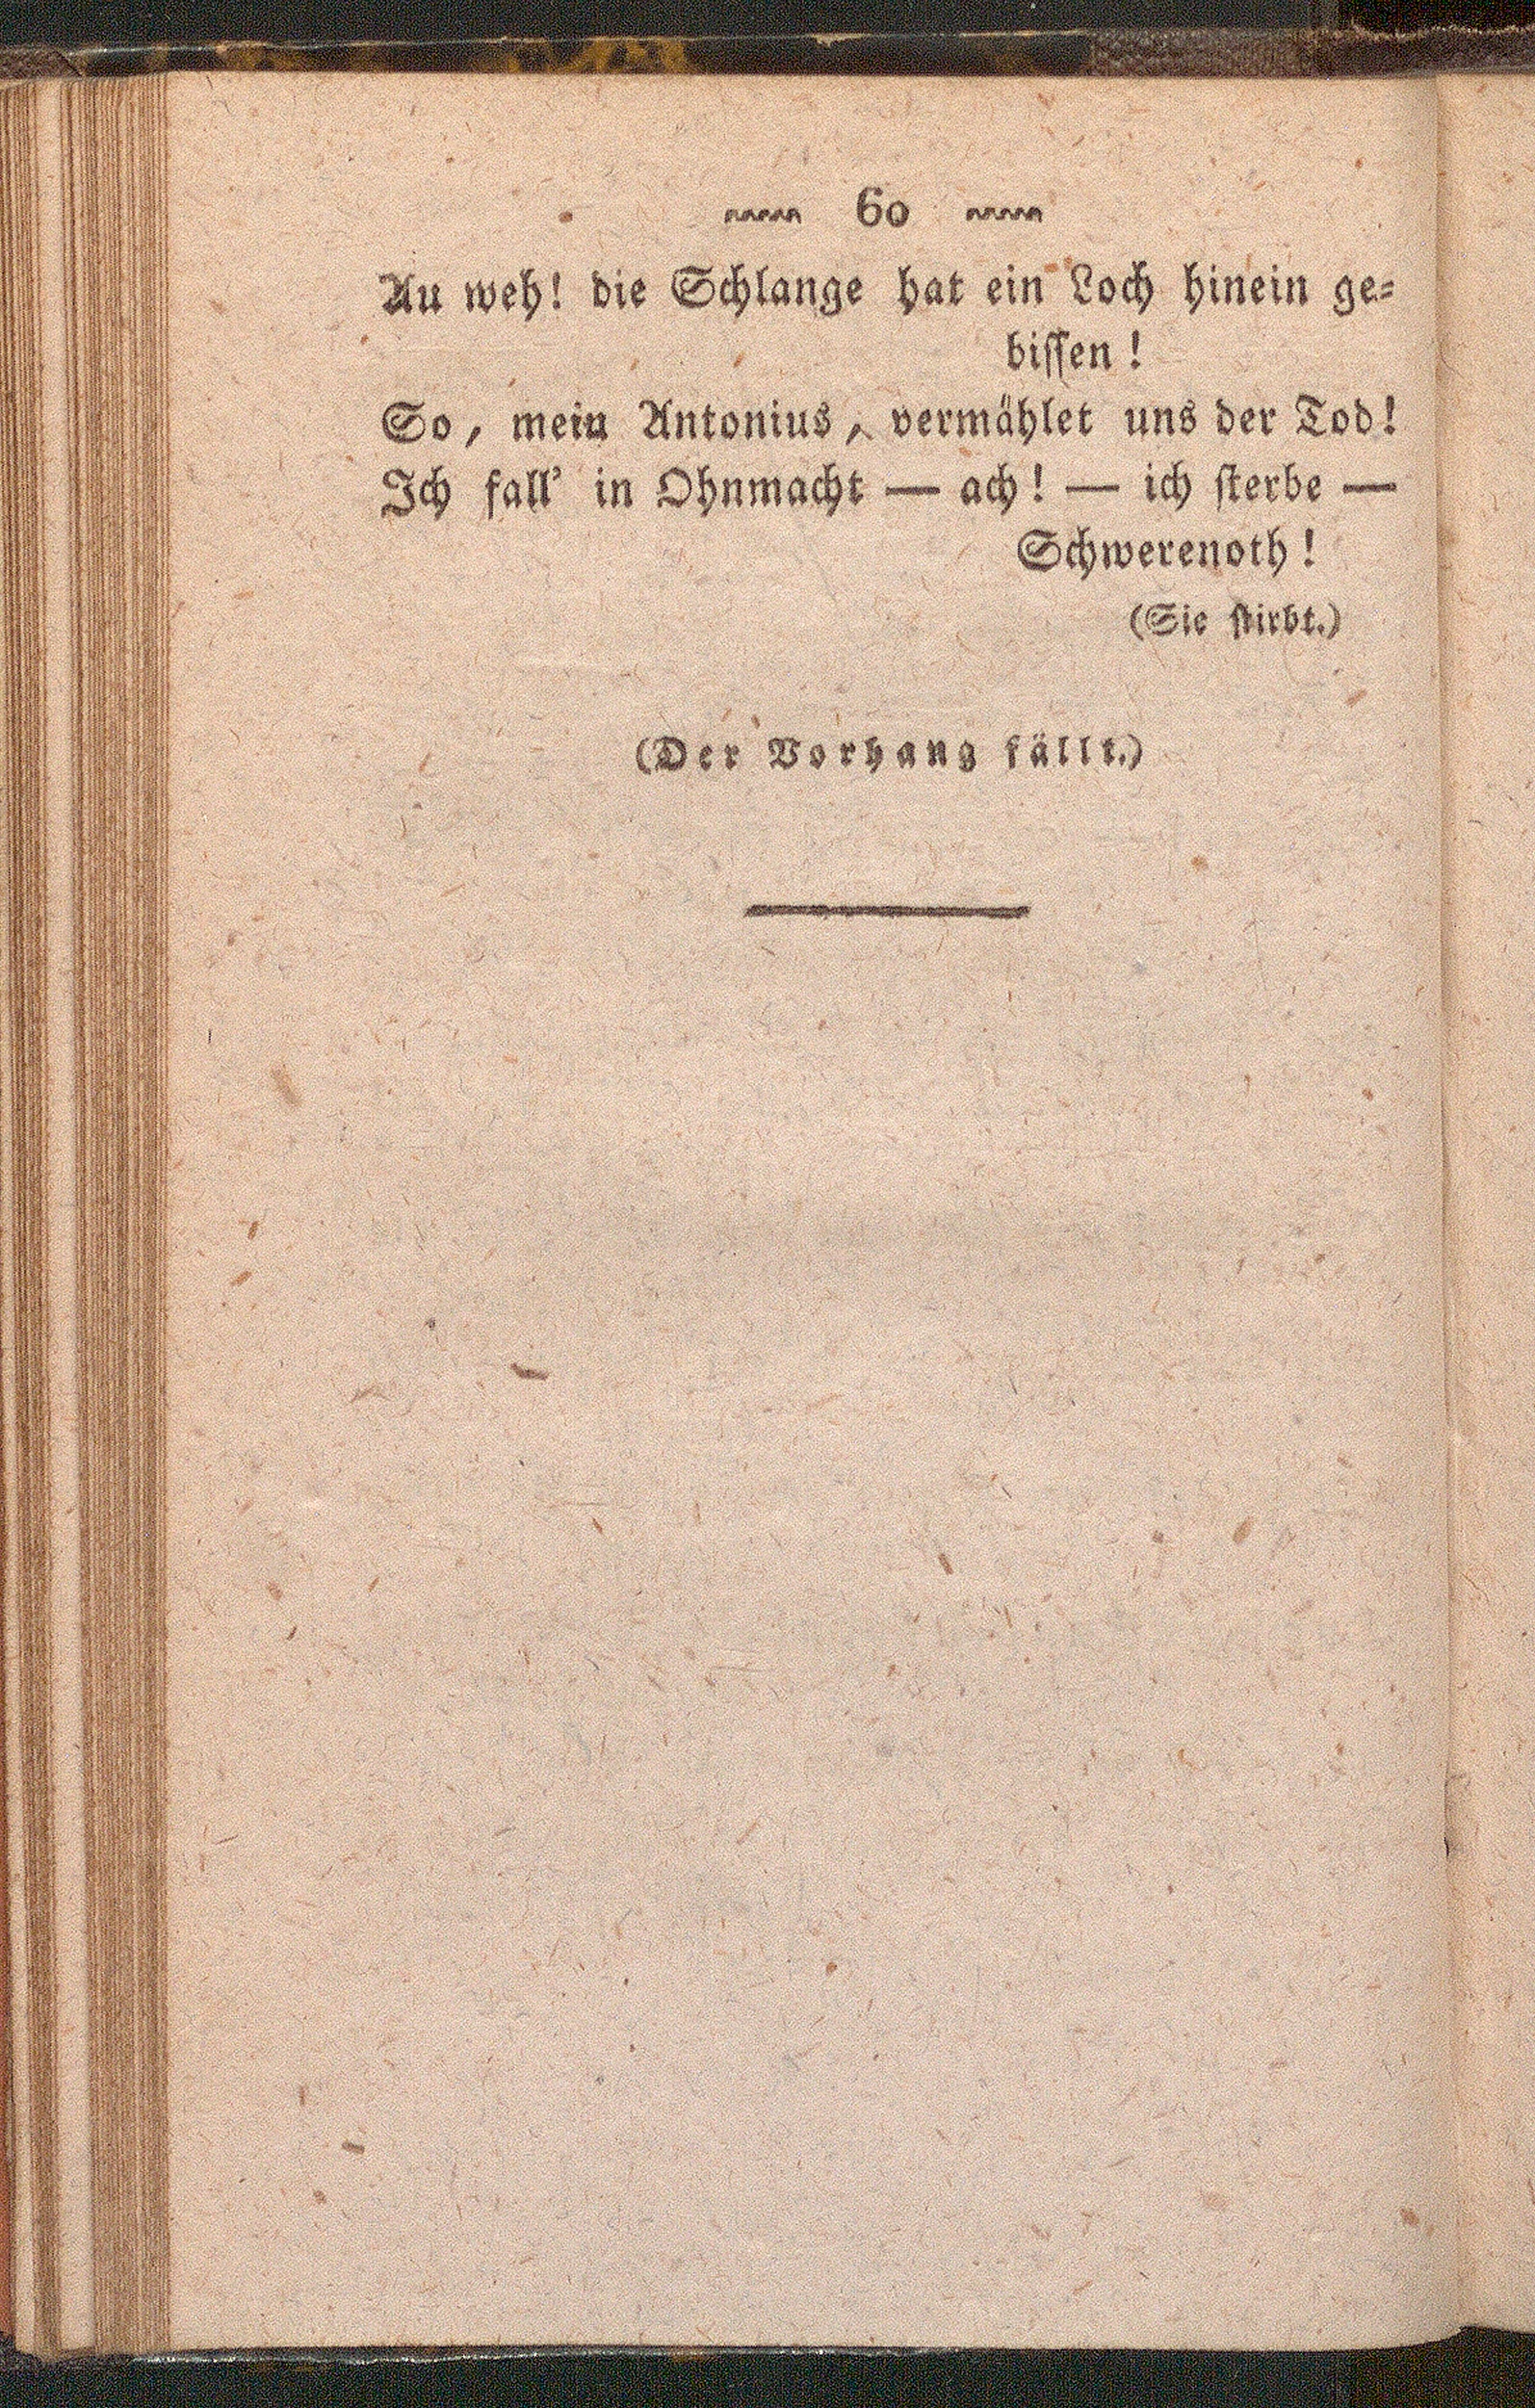 60
Au weh! die Schlange hat ein Loch hinein ge-
bissen!
So, mein Antonius, vermählet uns der Tod!
Ich fall' in Ohnmacht — ach! — ich sterbe —
Schwerenoth!
(Sie stirbt.)
(Der Vorhang fällt.)